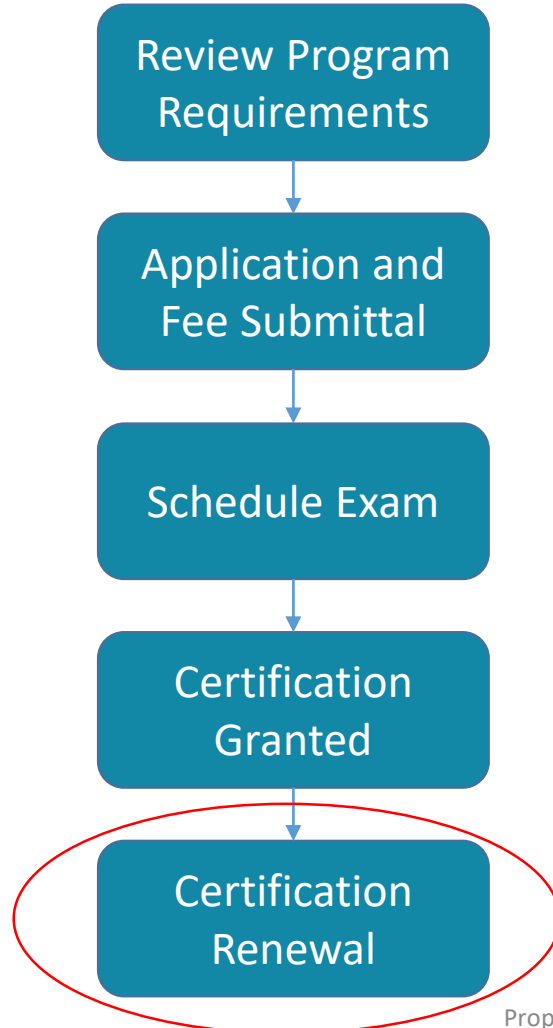 Review Program
Requirements
Application and
Fee Submittal
Schedule Exam
Certification
Granted
Certification
Renewal
Prop